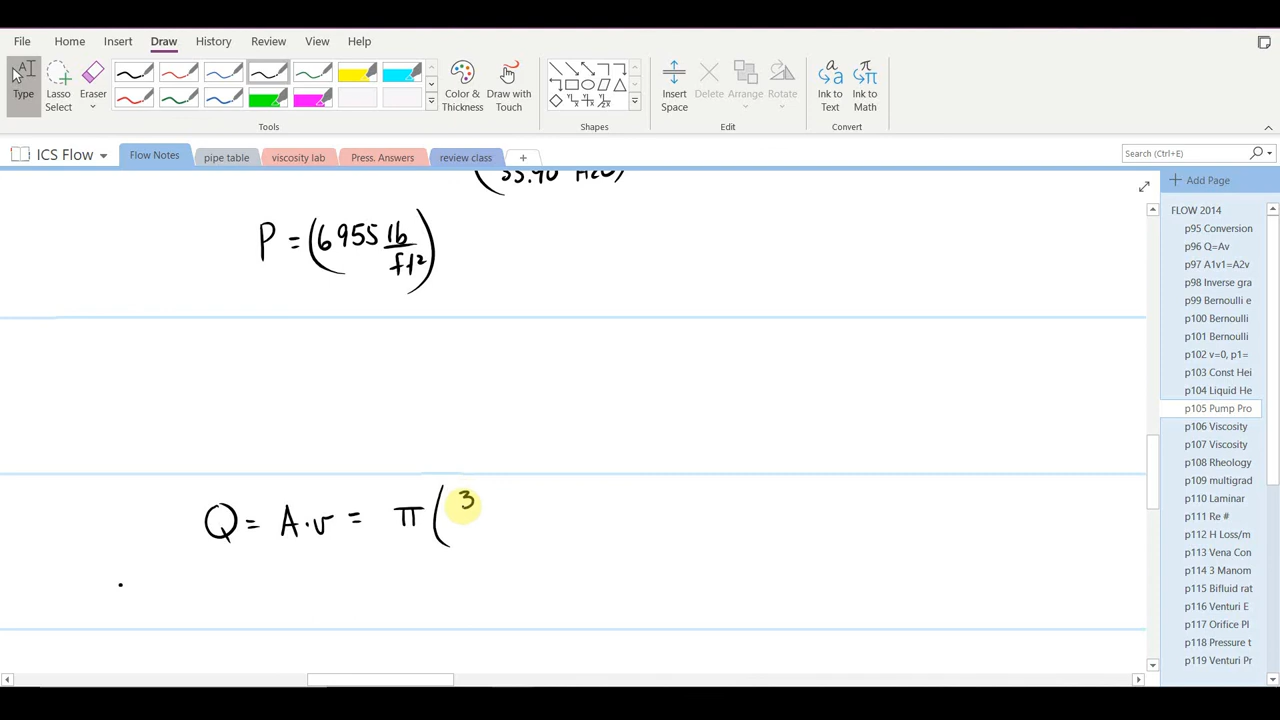 File Home Insert Draw History Review View Help
Type
Lasso Select
Eraser
Color & Thickness
Draw with Touch
Insert Space
Delete
Arrange
Rotate
Ink to Text
Ink to Math
Tools
Shapes
Edit
Convert
ICS Flow
Flow Notes
pipe table
viscosity lab
Press. Answers
review class
Search (Ctrl+E)
Add Page
P = (6955 lb/ft²)
Q = A·v = π(3
FLOW 2014
p95 Conversion
p96 Q=Av
p97 A1v1=A2v
p98 Inverse gra
p99 Bernoulli e
p100 Bernoulli
p101 Bernoulli
p102 v=0, p1=
p103 Const Hei
p104 Liquid He
p105 Pump Pro
p106 Viscosity
p107 Viscosity
p108 Rheology
p109 multigrad
p110 Laminar
p111 Re #
p112 H Loss/m
p113 Vena Con
p114 3 Manom
p115 Bifluid rat
p116 Venturi E
p117 Orifice Pl
p118 Pressure t
p119 Venturi Pr